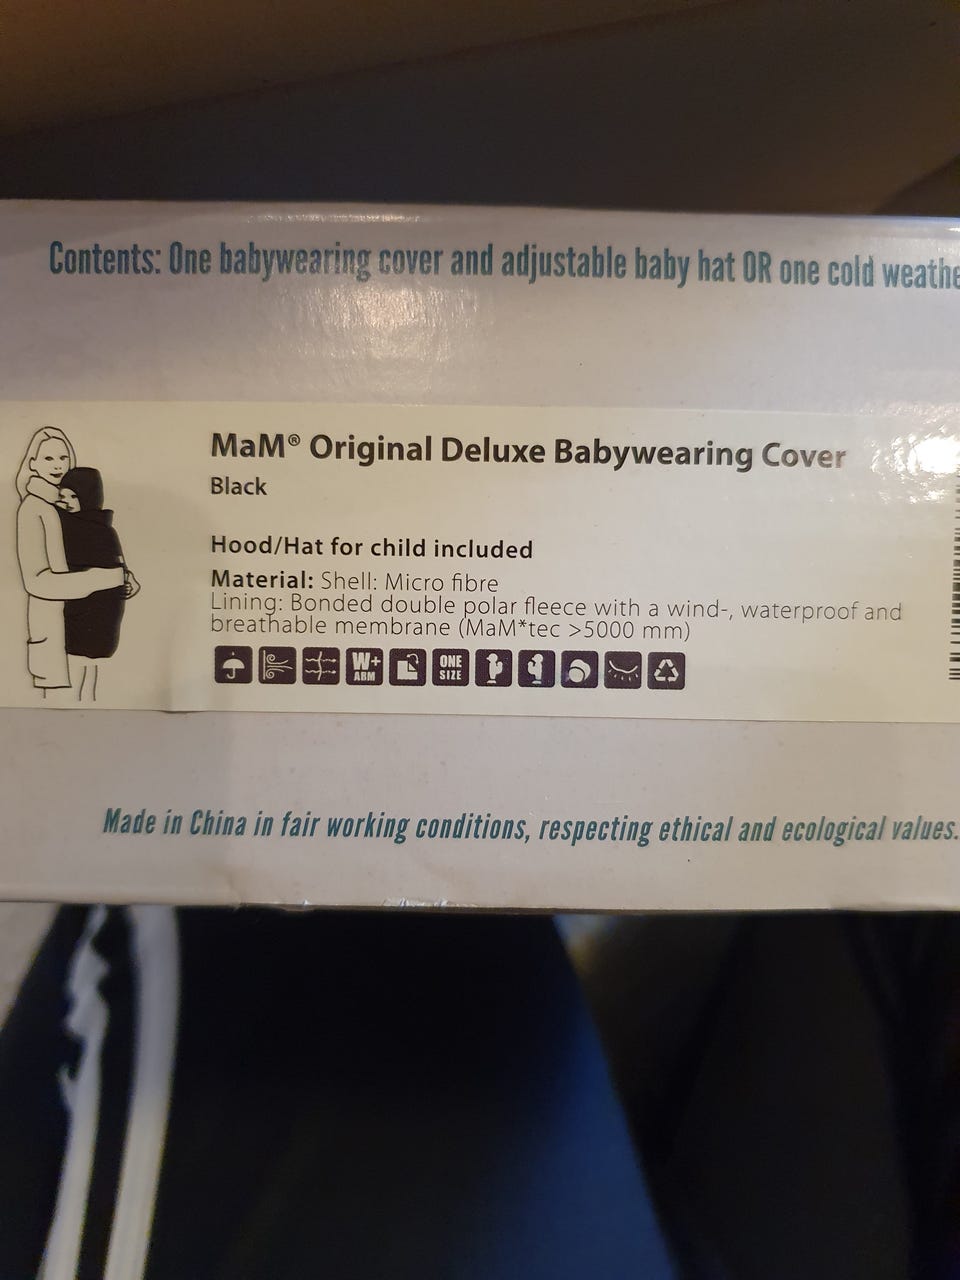 Contents: One babywearing cover and adjustable baby hat OR one cold
MaM® Original Deluxe Babywearing Cover
Black
Hood/Hat for child included
Material: Shell: Micro fibre
Lining: Bonded double polar fleece with a wind-, waterproof and
breathable membrane (MaM*tec >5000 mm)
W+
ABM
ONE
SIZE
Made in China in fair working conditions, respecting ethical and ecological values.